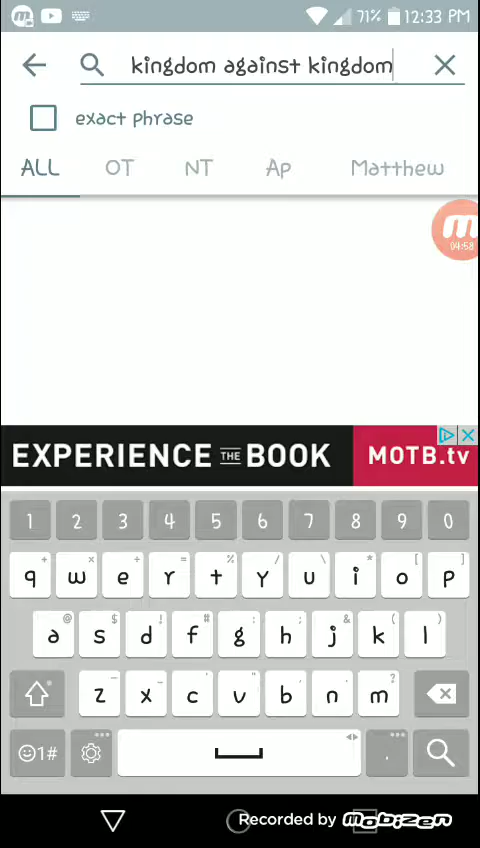 71% 12:33 PM
kingdom against kingdom
exact phrase
ALL OT NT Ap Matthew
04:58
EXPERIENCE THE BOOK MOTB.tv
1 2 3 4 5 6 7 8 9 0
q w e r t y u i o p
a s d f g h j k l
z x c v b n m
1# .
Recorded by Mobizen